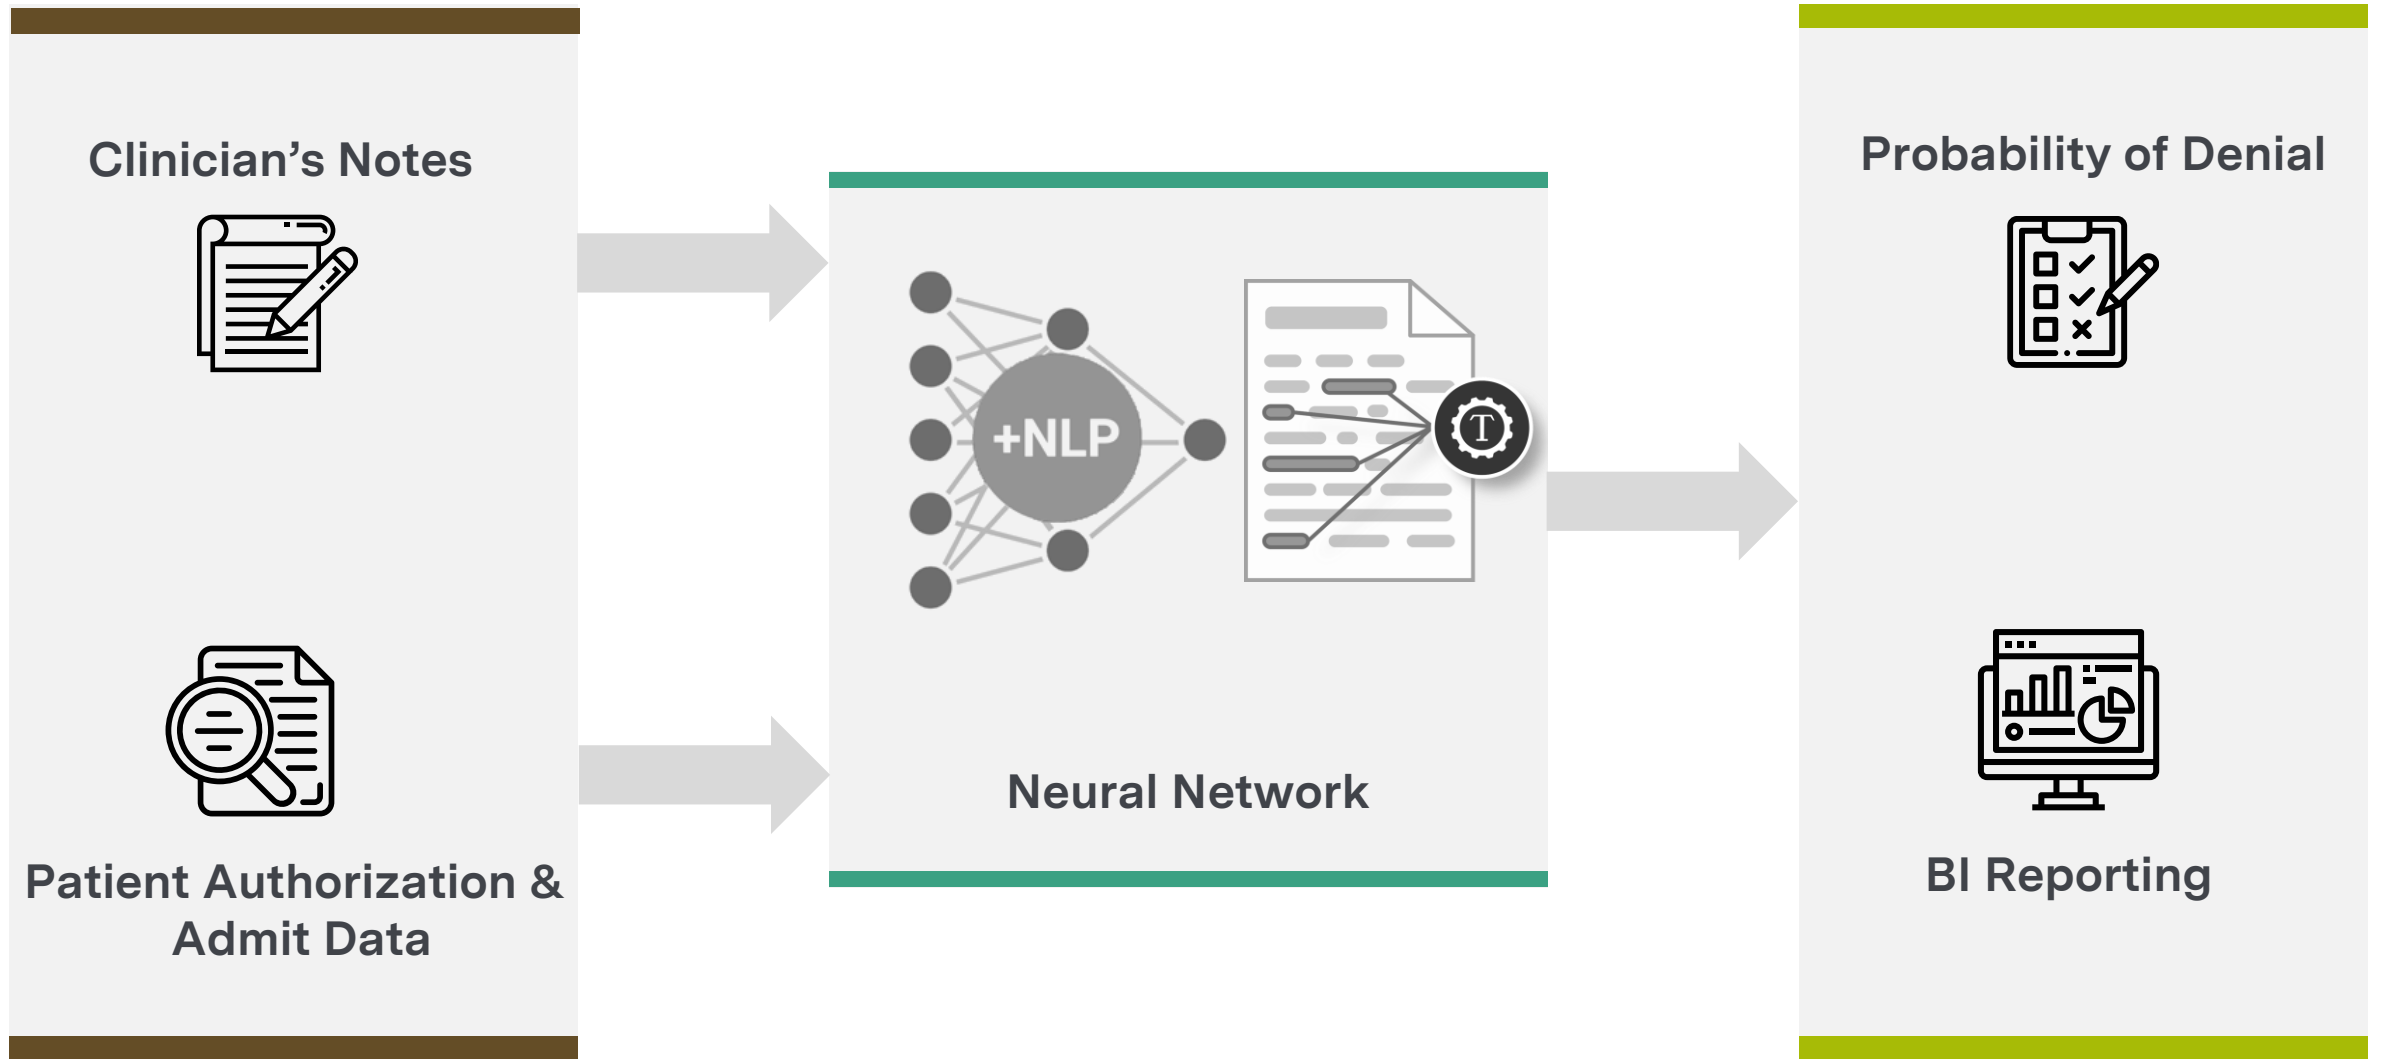 Clinician’s Notes
Patient Authorization &
Admit Data
+NLP
T
Neural Network
Probability of Denial
BI Reporting